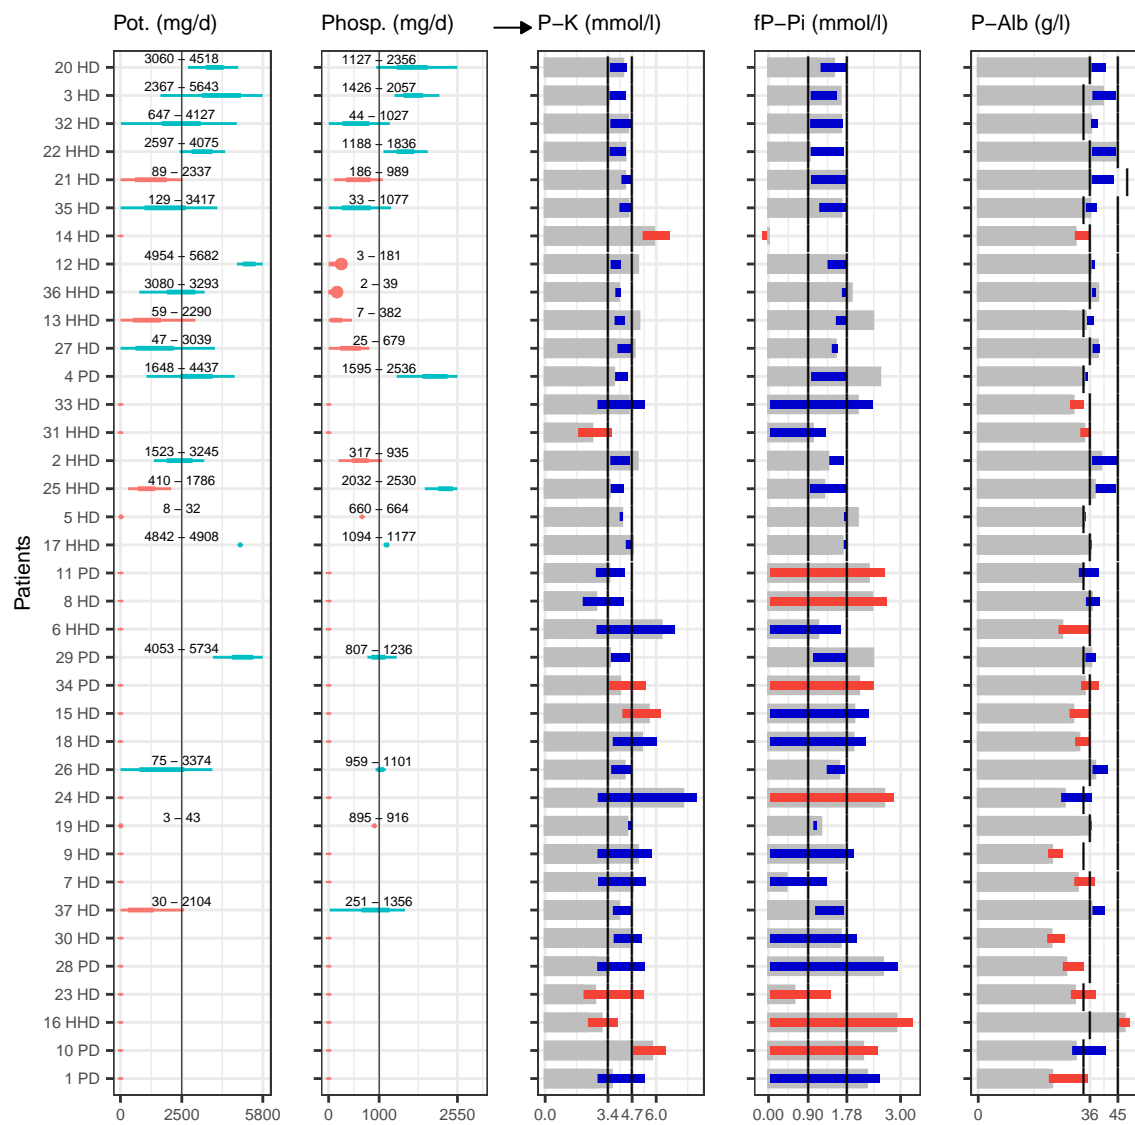 Pot. (mg/d) Phosp. (mg/d) P−K (mmol/l) fP−Pi (mmol/l) P−Alb (g/l)
20 HD 3060 − 4518 1127 − 2356
3 HD 2367 − 5643 1426 − 2057
32 HD 647 − 4127 44 − 1027
22 HHD 2597 − 4075 1188 − 1836
21 HD 89 − 2337 186 − 989
35 HD 129 − 3417 33 − 1077
14 HD
12 HD 4954 − 5682 3 − 181
36 HHD 3080 − 3293 2 − 39
13 HHD 59 − 2290 7 − 382
27 HD 47 − 3039 25 − 679
4 PD 1648 − 4437 1595 − 2536
33 HD
31 HHD
2 HHD 1523 − 3245 317 − 935
25 HHD 410 − 1786 2032 − 2530
5 HD 8 − 32 660 − 664
17 HHD 4842 − 4908 1094 − 1177
Patients
11 PD
8 HD
6 HHD
29 PD 4053 − 5734 807 − 1236
34 PD
15 HD
18 HD
26 HD 75 − 3374 959 − 1101
24 HD
19 HD 3 − 43 895 − 916
9 HD
7 HD
37 HD 30 − 2104 251 − 1356
30 HD
28 PD
23 HD
16 HHD
10 PD
1 PD
0 2500 5800 0 1000 2550 0.0 3.4 4.7 6.0 0.00 0.90 1.78 3.00 0 36 45